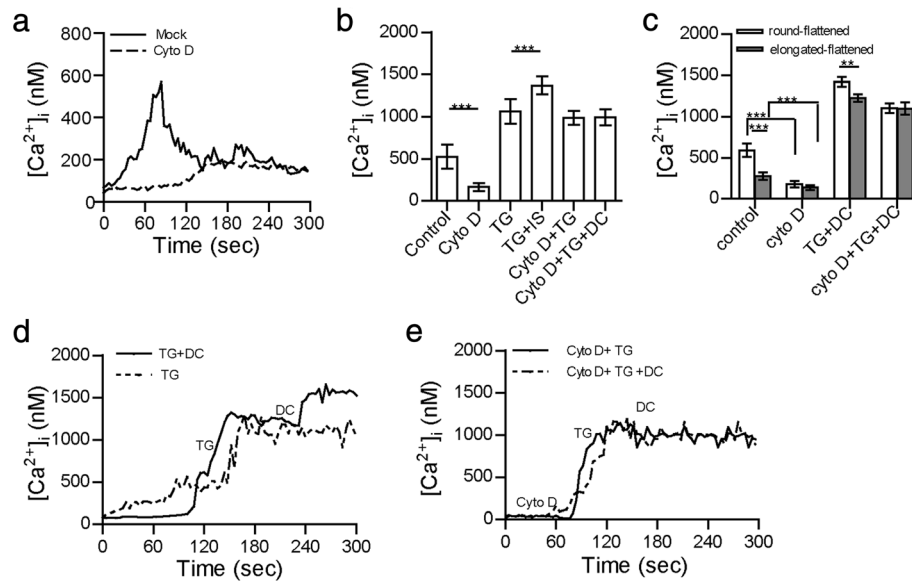 a
800
600
400
200
0
[Ca²⁺]ᵢ (nM)
Mock
Cyto D
0 60 120 180 240 300
Time (sec)
b
2000
1500
1000
500
0
[Ca²⁺]ᵢ (nM)
***
***
Control
Cyto D
TG
TG+IS
Cyto D+TG
Cyto D+TG+DC
c
2000
1500
1000
500
0
[Ca²⁺]ᵢ (nM)
round-flattened
elongated-flattened
**
***
***
***
control
cyto D
TG+DC
cyto D+TG+DC
d
2000
1500
1000
500
0
[Ca²⁺]ᵢ (nM)
TG+DC
TG
DC
TG
0 60 120 180 240 300
Time (sec)
e
2000
1500
1000
500
0
[Ca²⁺]ᵢ (nM)
Cyto D+ TG
Cyto D+ TG +DC
DC
TG
Cyto D
0 60 120 180 240 300
Time (sec)